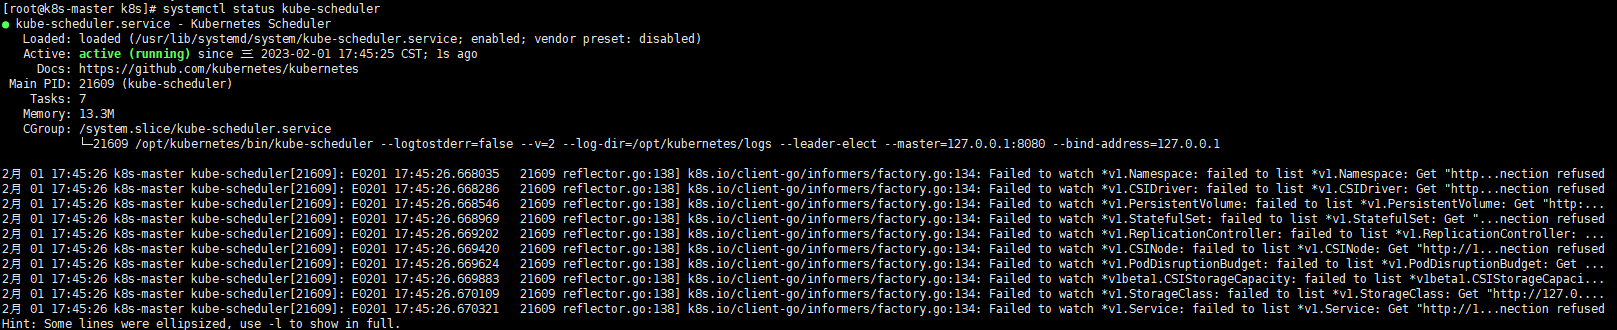 [root@k8s-master k8s]# systemctl status kube-scheduler
● kube-scheduler.service - Kubernetes Scheduler
Loaded: loaded (/usr/lib/systemd/system/kube-scheduler.service; enabled; vendor preset: disabled)
Active: active (running) since 三 2023-02-01 17:45:25 CST; 1s ago
Docs: https://github.com/kubernetes/kubernetes
Main PID: 21609 (kube-scheduler)
Tasks: 7
Memory: 13.3M
CGroup: /system.slice/kube-scheduler.service
└─21609 /opt/kubernetes/bin/kube-scheduler --logtostderr=false --v=2 --log-dir=/opt/kubernetes/logs --leader-elect --master=127.0.0.1:8080 --bind-address=127.0.0.1
2月 01 17:45:26 k8s-master kube-scheduler[21609]: E0201 17:45:26.668035 21609 reflector.go:138] k8s.io/client-go/informers/factory.go:134: Failed to watch *v1.Namespace: failed to list *v1.Namespace: Get "http...nection refused
2月 01 17:45:26 k8s-master kube-scheduler[21609]: E0201 17:45:26.668286 21609 reflector.go:138] k8s.io/client-go/informers/factory.go:134: Failed to watch *v1.CSIDriver: failed to list *v1.CSIDriver: Get "http...nection refused
2月 01 17:45:26 k8s-master kube-scheduler[21609]: E0201 17:45:26.668546 21609 reflector.go:138] k8s.io/client-go/informers/factory.go:134: Failed to watch *v1.PersistentVolume: failed to list *v1.PersistentVolume: Get "http:...
2月 01 17:45:26 k8s-master kube-scheduler[21609]: E0201 17:45:26.668969 21609 reflector.go:138] k8s.io/client-go/informers/factory.go:134: Failed to watch *v1.StatefulSet: failed to list *v1.StatefulSet: Get "...nection refused
2月 01 17:45:26 k8s-master kube-scheduler[21609]: E0201 17:45:26.669202 21609 reflector.go:138] k8s.io/client-go/informers/factory.go:134: Failed to watch *v1.ReplicationController: failed to list *v1.ReplicationController: ...
2月 01 17:45:26 k8s-master kube-scheduler[21609]: E0201 17:45:26.669420 21609 reflector.go:138] k8s.io/client-go/informers/factory.go:134: Failed to watch *v1.CSINode: failed to list *v1.CSINode: Get "http://1...nection refused
2月 01 17:45:26 k8s-master kube-scheduler[21609]: E0201 17:45:26.669624 21609 reflector.go:138] k8s.io/client-go/informers/factory.go:134: Failed to watch *v1.PodDisruptionBudget: failed to list *v1.PodDisruptionBudget: Get ...
2月 01 17:45:26 k8s-master kube-scheduler[21609]: E0201 17:45:26.669883 21609 reflector.go:138] k8s.io/client-go/informers/factory.go:134: Failed to watch *v1beta1.CSIStorageCapacity: failed to list *v1beta1.CSIStorageCapaci...
2月 01 17:45:26 k8s-master kube-scheduler[21609]: E0201 17:45:26.670109 21609 reflector.go:138] k8s.io/client-go/informers/factory.go:134: Failed to watch *v1.StorageClass: failed to list *v1.StorageClass: Get "http://127.0....
2月 01 17:45:26 k8s-master kube-scheduler[21609]: E0201 17:45:26.670321 21609 reflector.go:138] k8s.io/client-go/informers/factory.go:134: Failed to watch *v1.Service: failed to list *v1.Service: Get "http://1...nection refused
Hint: Some lines were ellipsized, use -l to show in full.